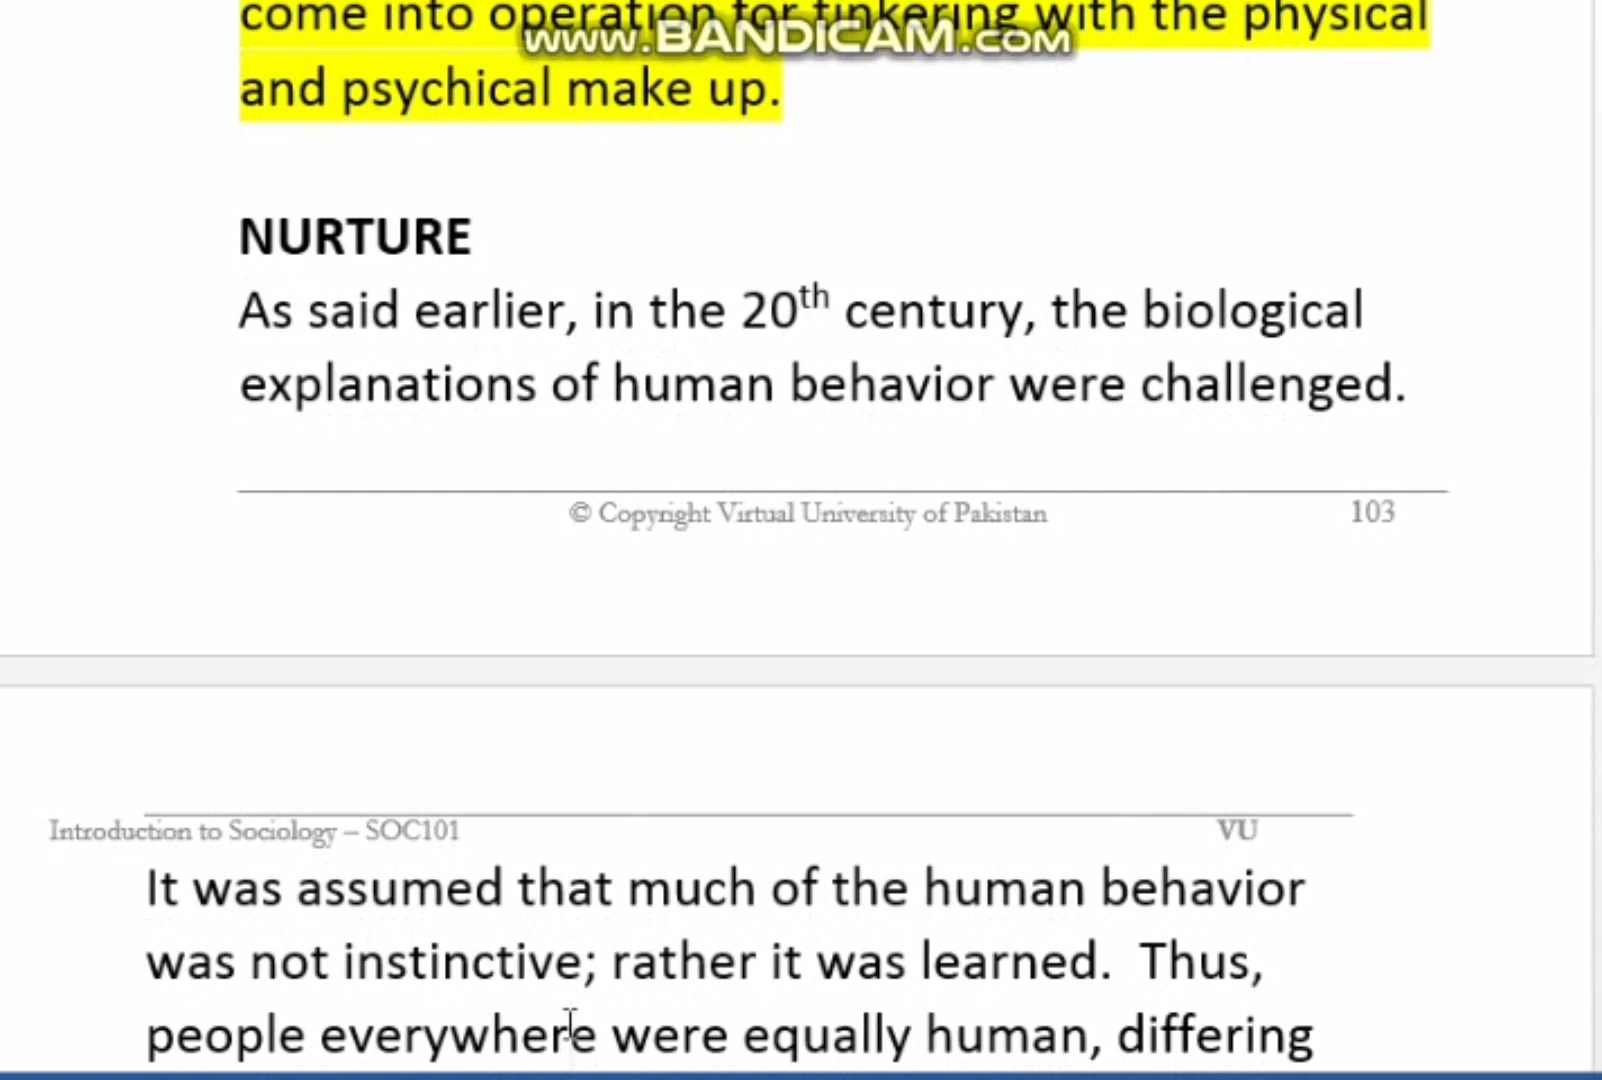 come into operation for tinkering with the physical
www.BANDICAM.com
and psychical make up.
NURTURE
As said earlier, in the 20th century, the biological
explanations of human behavior were challenged.
© Copyright Virtual University of Pakistan 103
Introduction to Sociology – SOC101 VU
It was assumed that much of the human behavior
was not instinctive; rather it was learned.  Thus,
people everywhere were equally human, differing